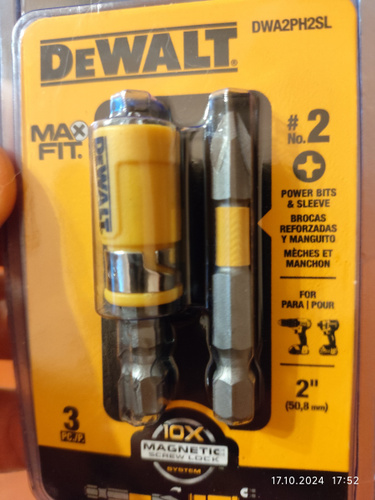 DEWALT®
DWA2PH2SL
MAX
FIT.
DEWALT
#
No. 2
POWER BITS
& SLEEVE
BROCAS
REFORZADAS
Y MANGUITO
MÈCHES ET
MANCHON
FOR
PARA | POUR
2"
(50,8 mm)
3
PC./P.
10X
MAGNETIC
SCREW LOCK
SYSTEM
17.10.2024 17:52